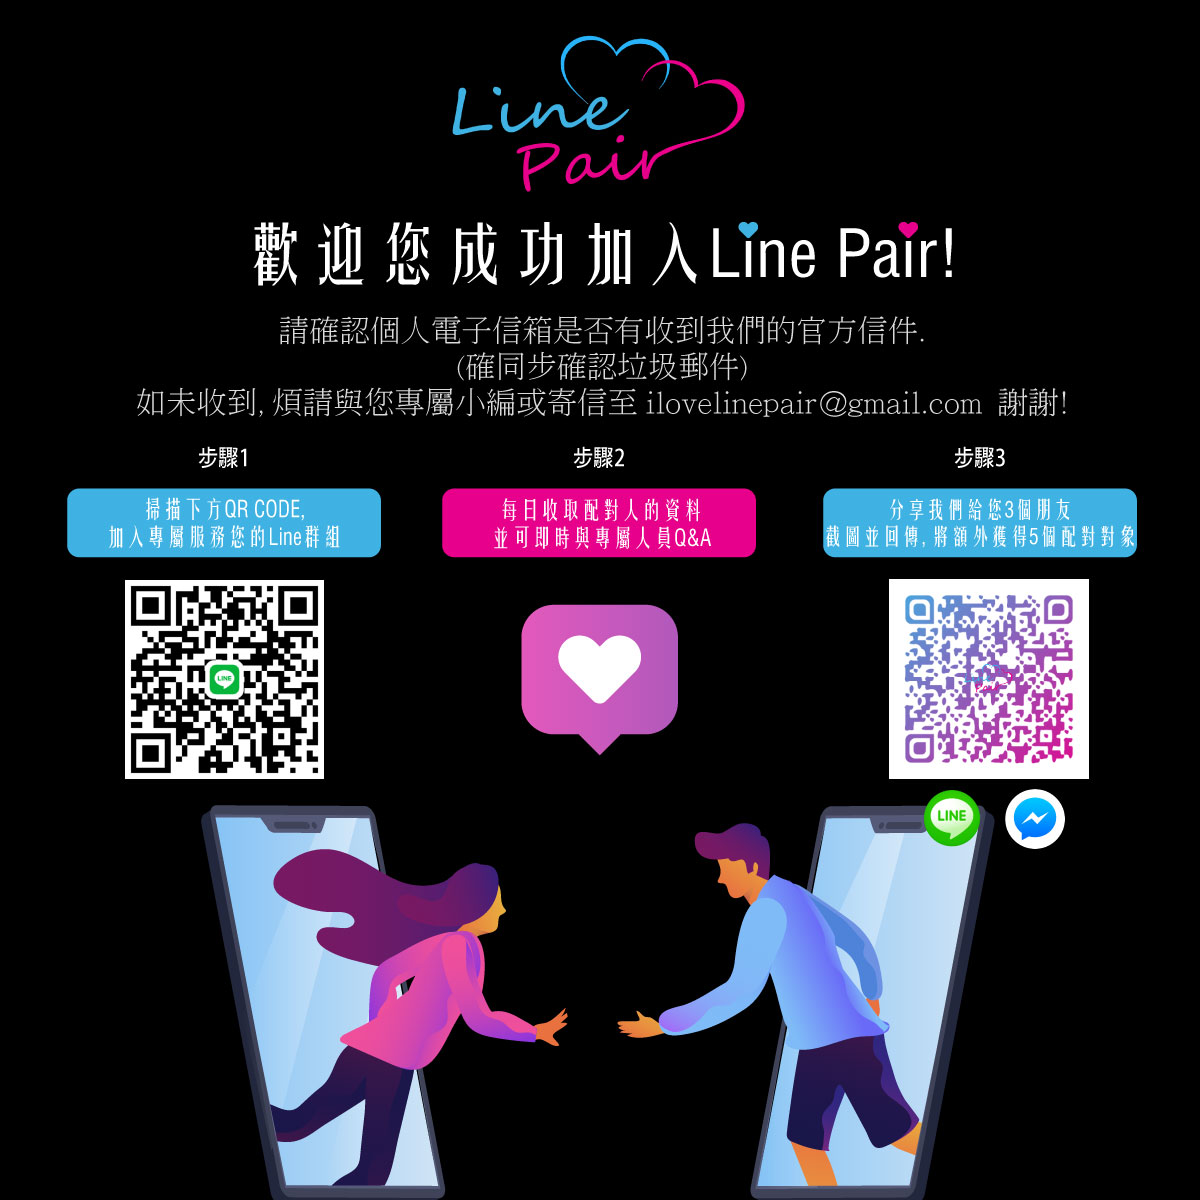 Line
Pair
歡迎您成功加入Line Pair!
請確認個人電子信箱是否有收到我們的官方信件.
(確同步確認垃圾郵件)
如未收到, 煩請與您專屬小編或寄信至 ilovelinepair@gmail.com 謝謝!
步驟1
掃描下方QR CODE,
加入專屬服務您的Line群組
步驟2
每日收取配對人的資料
並可即時與專屬人員Q&A
步驟3
分享我們給您3個朋友
截圖並回傳, 將額外獲得5個配對對象
LINE
LINE